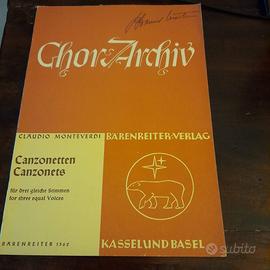 Chor-Archiv
CLAUDIO MONTEVERDI
BÄRENREITER-VERLAG
Canzonetten
Canzonets
für drei gleiche Stimmen
for three equal Voices
BÄRENREITER
KASSEL UND BASEL
subito